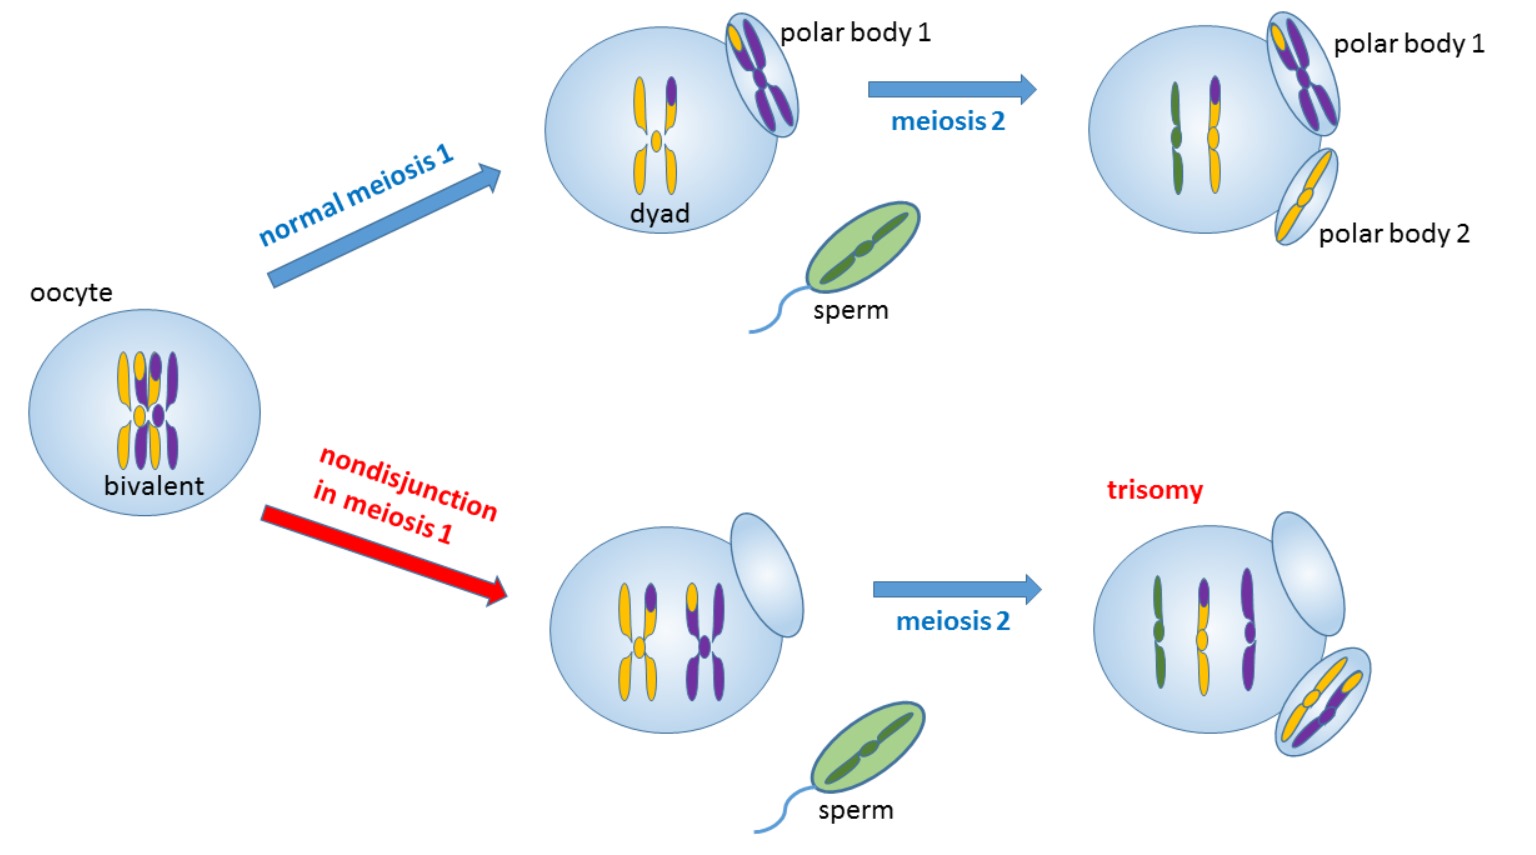 polar body 1
polar body 1
normal meiosis 1
meiosis 2
dyad
polar body 2
sperm
oocyte
bivalent
nondisjunction
in meiosis 1
trisomy
meiosis 2
sperm